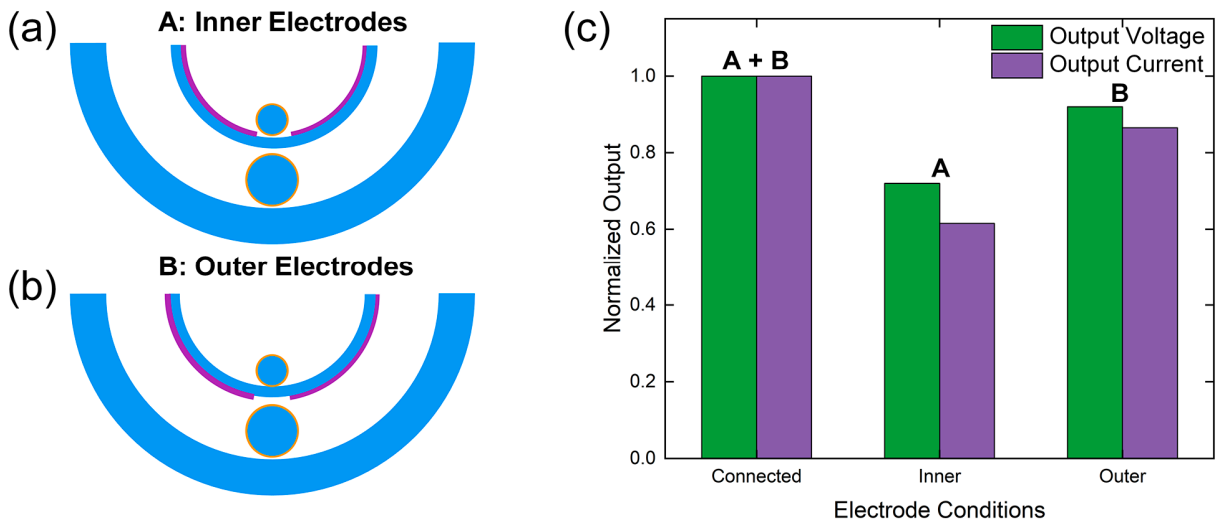 (a)
A: Inner Electrodes
(b)
B: Outer Electrodes
(c)
Output Voltage
Output Current
A + B
A
B
Normalized Output
1.0
0.8
0.6
0.4
0.2
0.0
Connected
Inner
Outer
Electrode Conditions